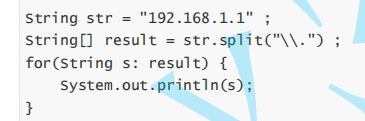 String str = "192.168.1.1" ;
String[] result = str.split("\\.") ;
for(String s: result) {
    System.out.println(s);
}